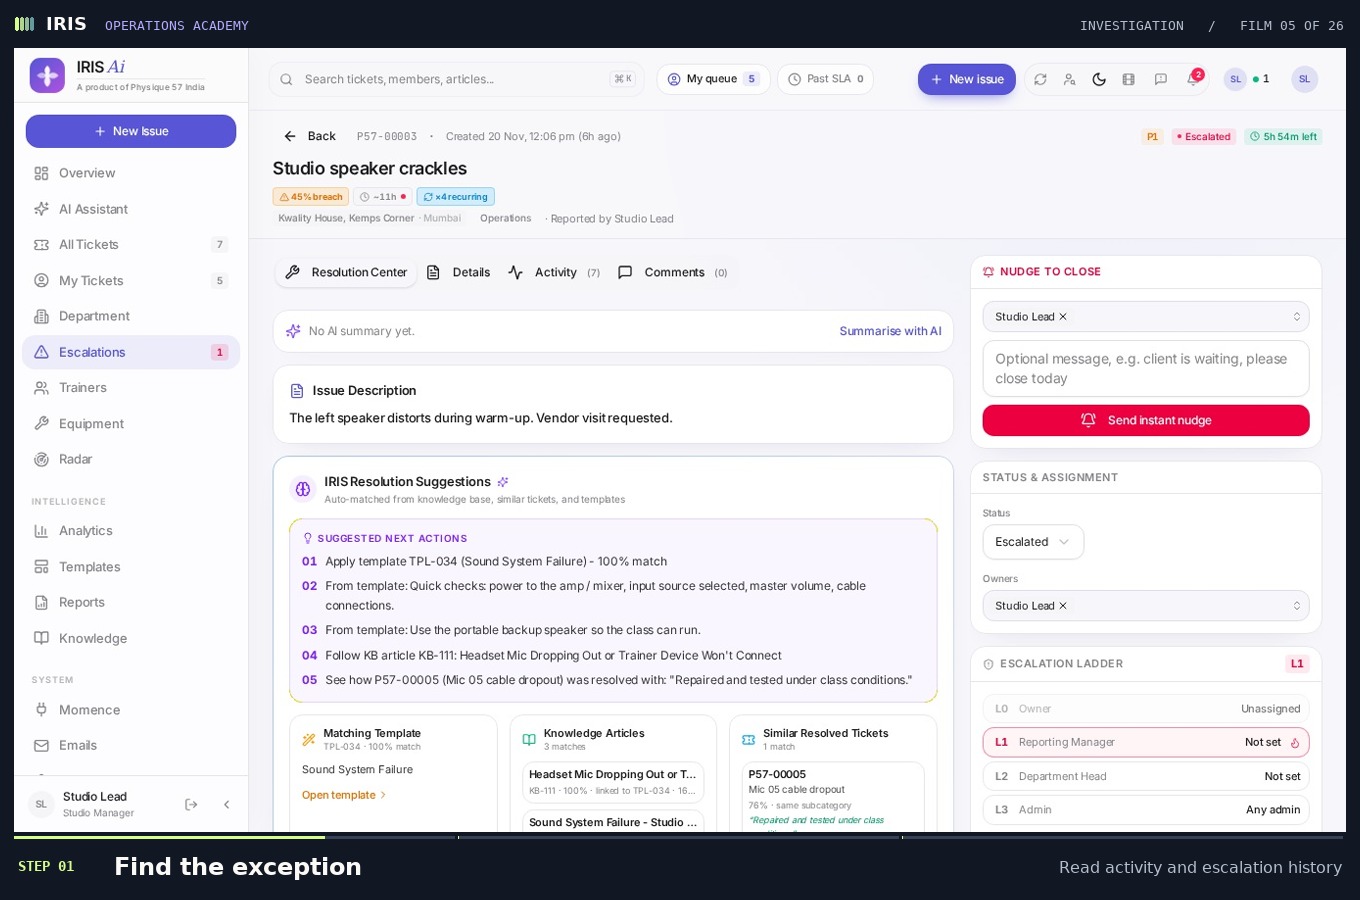 IRIS OPERATIONS ACADEMY
INVESTIGATION / FILM 05 OF 26
IRIS Ai
A product of Physique 57 India
New Issue
Overview
AI Assistant
All Tickets 7
My Tickets 5
Department
Escalations 1
Trainers
Equipment
Radar
INTELLIGENCE
Analytics
Templates
Reports
Knowledge
SYSTEM
Momence
Emails
SL Studio Lead
Studio Manager
Search tickets, members, articles... ⌘K
My queue 5
Past SLA 0
New issue
2
SL 1
SL
Back P57-00003 · Created 20 Nov, 12:06 pm (6h ago)
P1 Escalated 5h 54m left
Studio speaker crackles
45% breach ~11h ×4 recurring
Kwality House, Kemps Corner · Mumbai Operations · Reported by Studio Lead
Resolution Center Details Activity (7) Comments (0)
No AI summary yet. Summarise with AI
Issue Description
The left speaker distorts during warm-up. Vendor visit requested.
IRIS Resolution Suggestions
Auto-matched from knowledge base, similar tickets, and templates
SUGGESTED NEXT ACTIONS
01 Apply template TPL-034 (Sound System Failure) - 100% match
02 From template: Quick checks: power to the amp / mixer, input source selected, master volume, cable
connections.
03 From template: Use the portable backup speaker so the class can run.
04 Follow KB article KB-111: Headset Mic Dropping Out or Trainer Device Won't Connect
05 See how P57-00005 (Mic 05 cable dropout) was resolved with: "Repaired and tested under class conditions."
Matching Template
TPL-034 · 100% match
Sound System Failure
Open template
Knowledge Articles
3 matches
Headset Mic Dropping Out or T...
KB-111 · 100% · linked to TPL-034 · 16...
Sound System Failure - Studio ...
Similar Resolved Tickets
1 match
P57-00005
Mic 05 cable dropout
76% · same subcategory
"Repaired and tested under class
NUDGE TO CLOSE
Studio Lead ×
Optional message, e.g. client is waiting, please
close today
Send instant nudge
STATUS & ASSIGNMENT
Status
Escalated
Owners
Studio Lead ×
ESCALATION LADDER L1
L0 Owner Unassigned
L1 Reporting Manager Not set
L2 Department Head Not set
L3 Admin Any admin
STEP 01 Find the exception
Read activity and escalation history